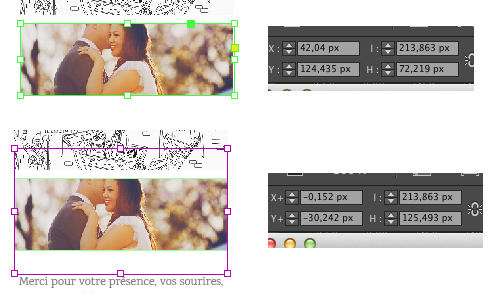 X : 42,04 px I : 213,863 px
Y : 124,435 px H : 72,219 px
X+ -0,152 px I : 213,863 px
Y+ -30,242 px H : 125,493 px
Merci pour votre présence, vos sourires,